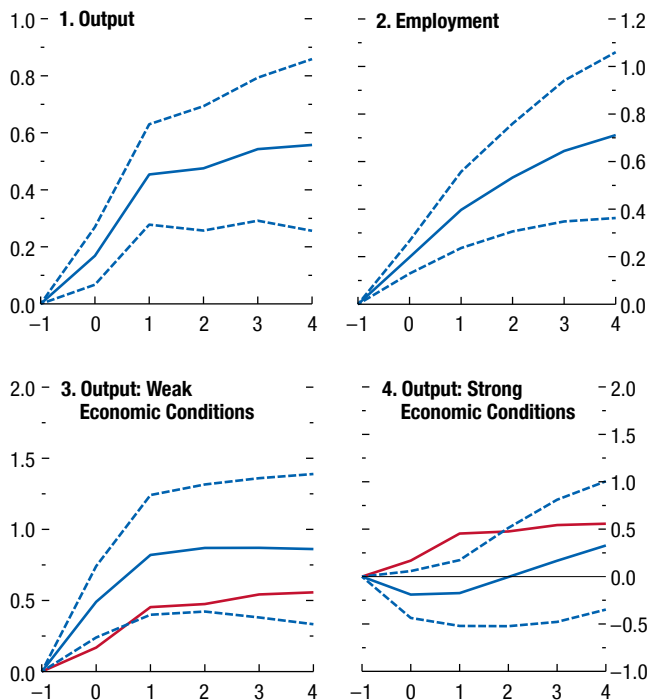 1. Output
1.0
0.8
0.6
0.4
0.2
0.0
–1 0 1 2 3 4
2. Employment
1.2
1.0
0.8
0.6
0.4
0.2
0.0
–1 0 1 2 3 4
3. Output: Weak
Economic Conditions
2.0
1.5
1.0
0.5
0.0
–1 0 1 2 3 4
4. Output: Strong
Economic Conditions
2.0
1.5
1.0
0.5
0.0
–0.5
–1.0
–1 0 1 2 3 4